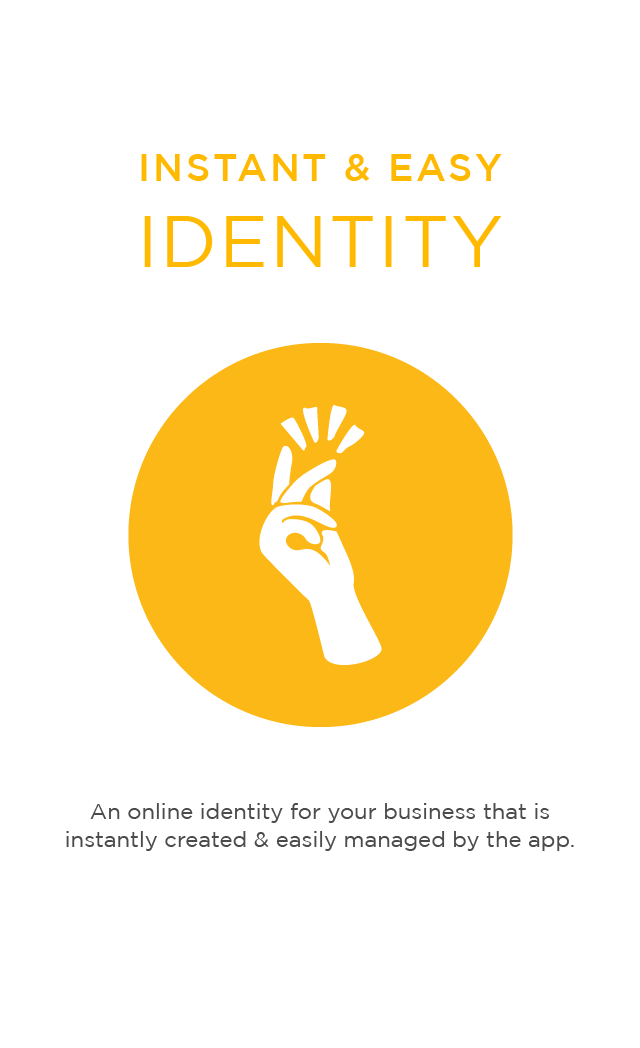 INSTANT & EASY
IDENTITY
An online identity for your business that is
instantly created & easily managed by the app.